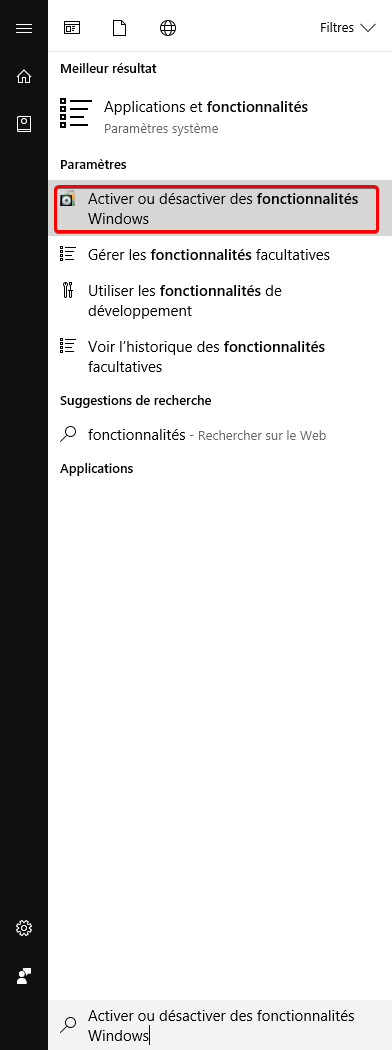 Filtres
Meilleur résultat
Applications et fonctionnalités
Paramètres système
Paramètres
Activer ou désactiver des fonctionnalités
Windows
Gérer les fonctionnalités facultatives
Utiliser les fonctionnalités de
développement
Voir l’historique des fonctionnalités
facultatives
Suggestions de recherche
fonctionnalités - Rechercher sur le Web
Applications
Activer ou désactiver des fonctionnalités
Windows